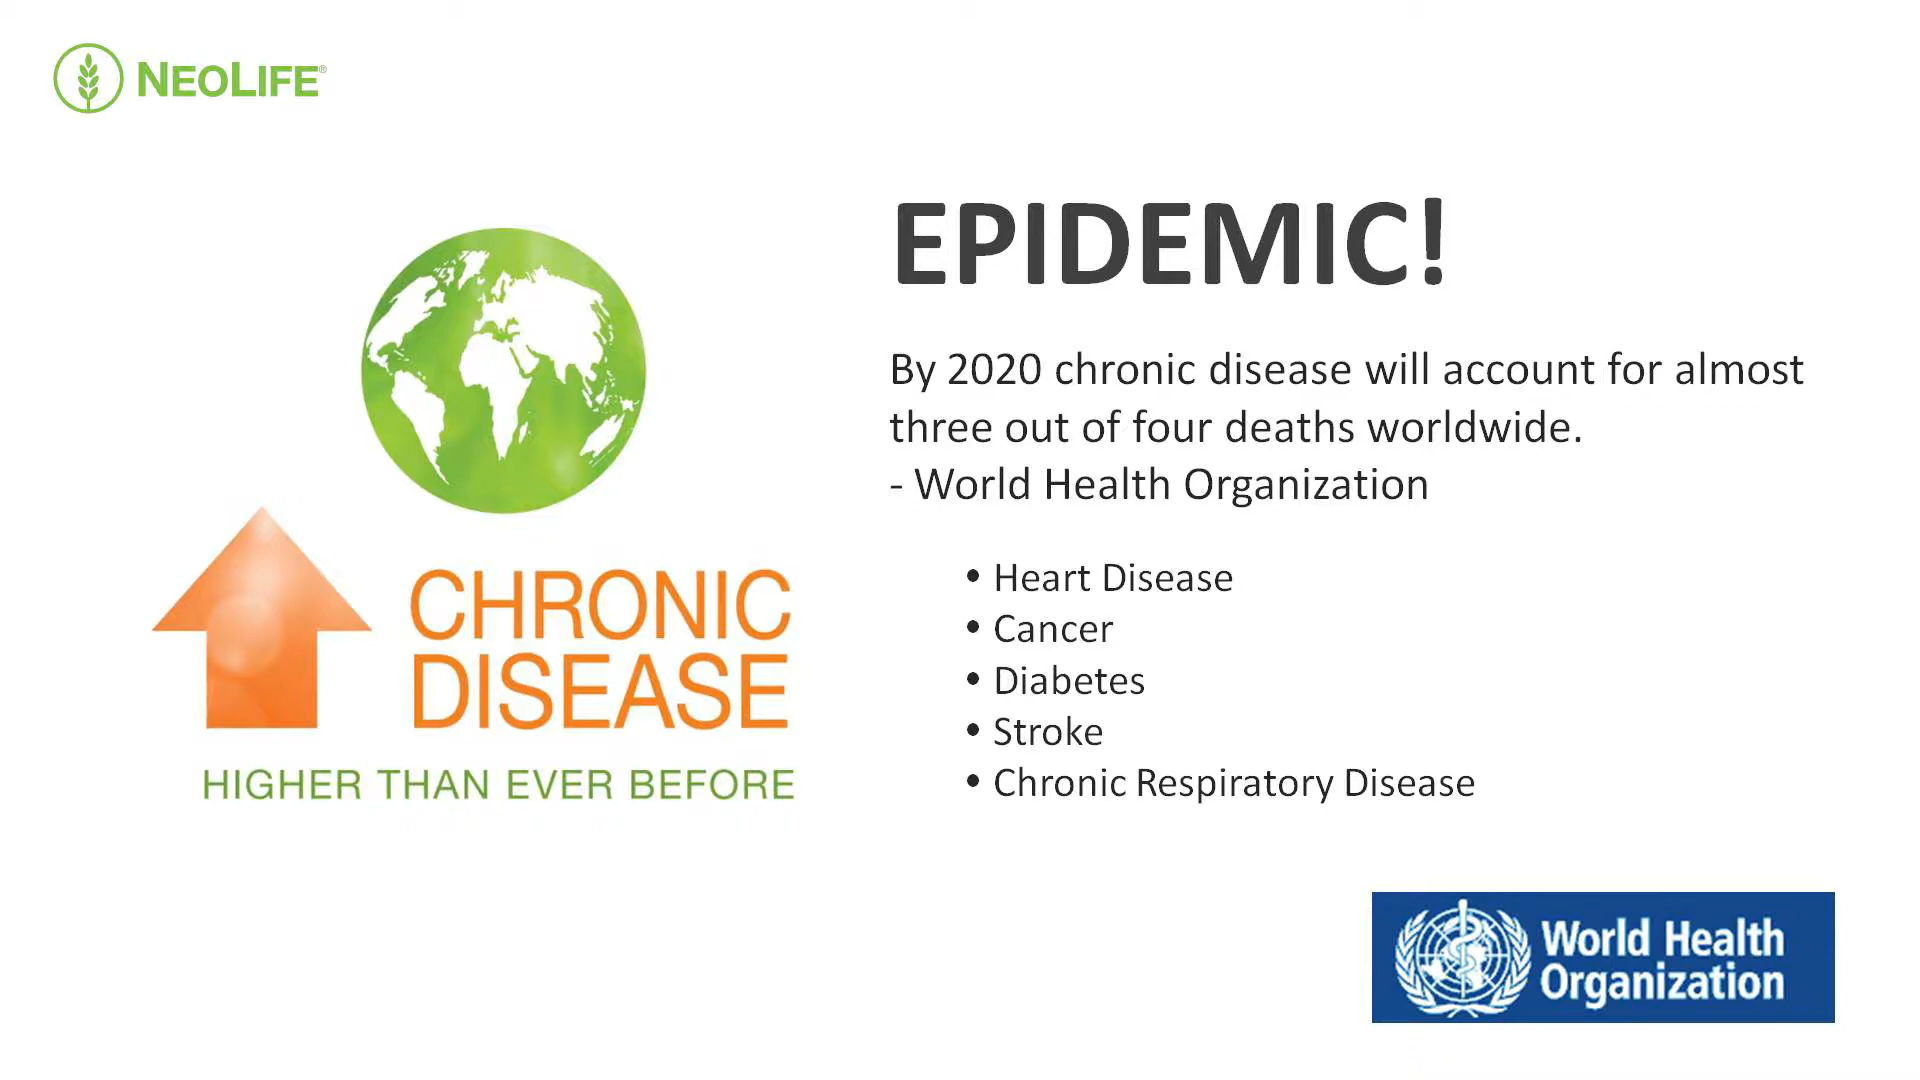 NEOLIFE®
EPIDEMIC!
By 2020 chronic disease will account for almost
three out of four deaths worldwide.
- World Health Organization
• Heart Disease
• Cancer
• Diabetes
• Stroke
• Chronic Respiratory Disease
CHRONIC
DISEASE
HIGHER THAN EVER BEFORE
World Health
Organization